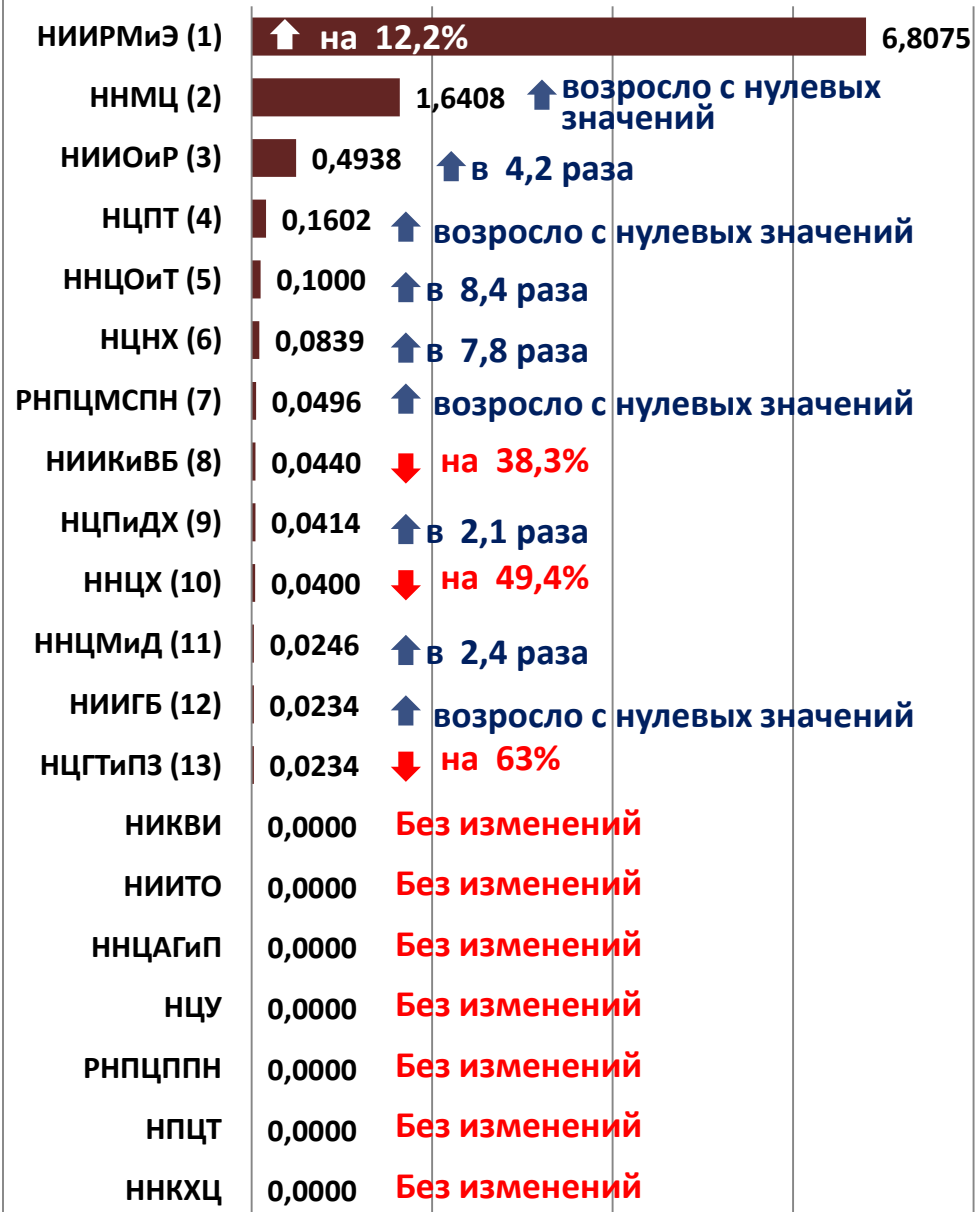 НИИРМиЭ (1) на 12,2% 6,8075
ННМЦ (2) 1,6408 возросло с нулевых
значений
НИИОиР (3) 0,4938 в 4,2 раза
НЦПТ (4) 0,1602 возросло с нулевых значений
ННЦОиТ (5) 0,1000 в 8,4 раза
НЦНХ (6) 0,0839 в 7,8 раза
РНПЦМСПН (7) 0,0496 возросло с нулевых значений
НИИКиВБ (8) 0,0440 на 38,3%
НЦПиДХ (9) 0,0414 в 2,1 раза
ННЦХ (10) 0,0400 на 49,4%
ННЦМиД (11) 0,0246 в 2,4 раза
НИИГБ (12) 0,0234 возросло с нулевых значений
НЦГТиПЗ (13) 0,0234 на 63%
НИКВИ 0,0000 Без изменений
НИИТО 0,0000 Без изменений
ННЦАГиП 0,0000 Без изменений
НЦУ 0,0000 Без изменений
РНПЦППН 0,0000 Без изменений
НПЦТ 0,0000 Без изменений
ННКХЦ 0,0000 Без изменений